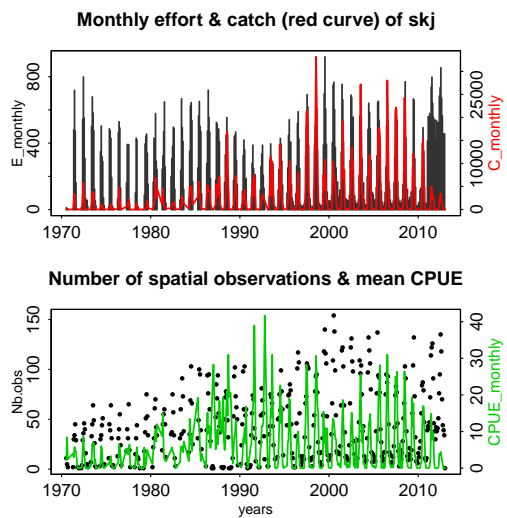 Monthly effort & catch (red curve) of skj
E_monthly
0
400
800
C_monthly
0
10000
25000
1970 1980 1990 2000 2010
Number of spatial observations & mean CPUE
Nb.obs
0
50
100
150
CPUE_monthly
0
10
20
30
40
1970 1980 1990 2000 2010
years